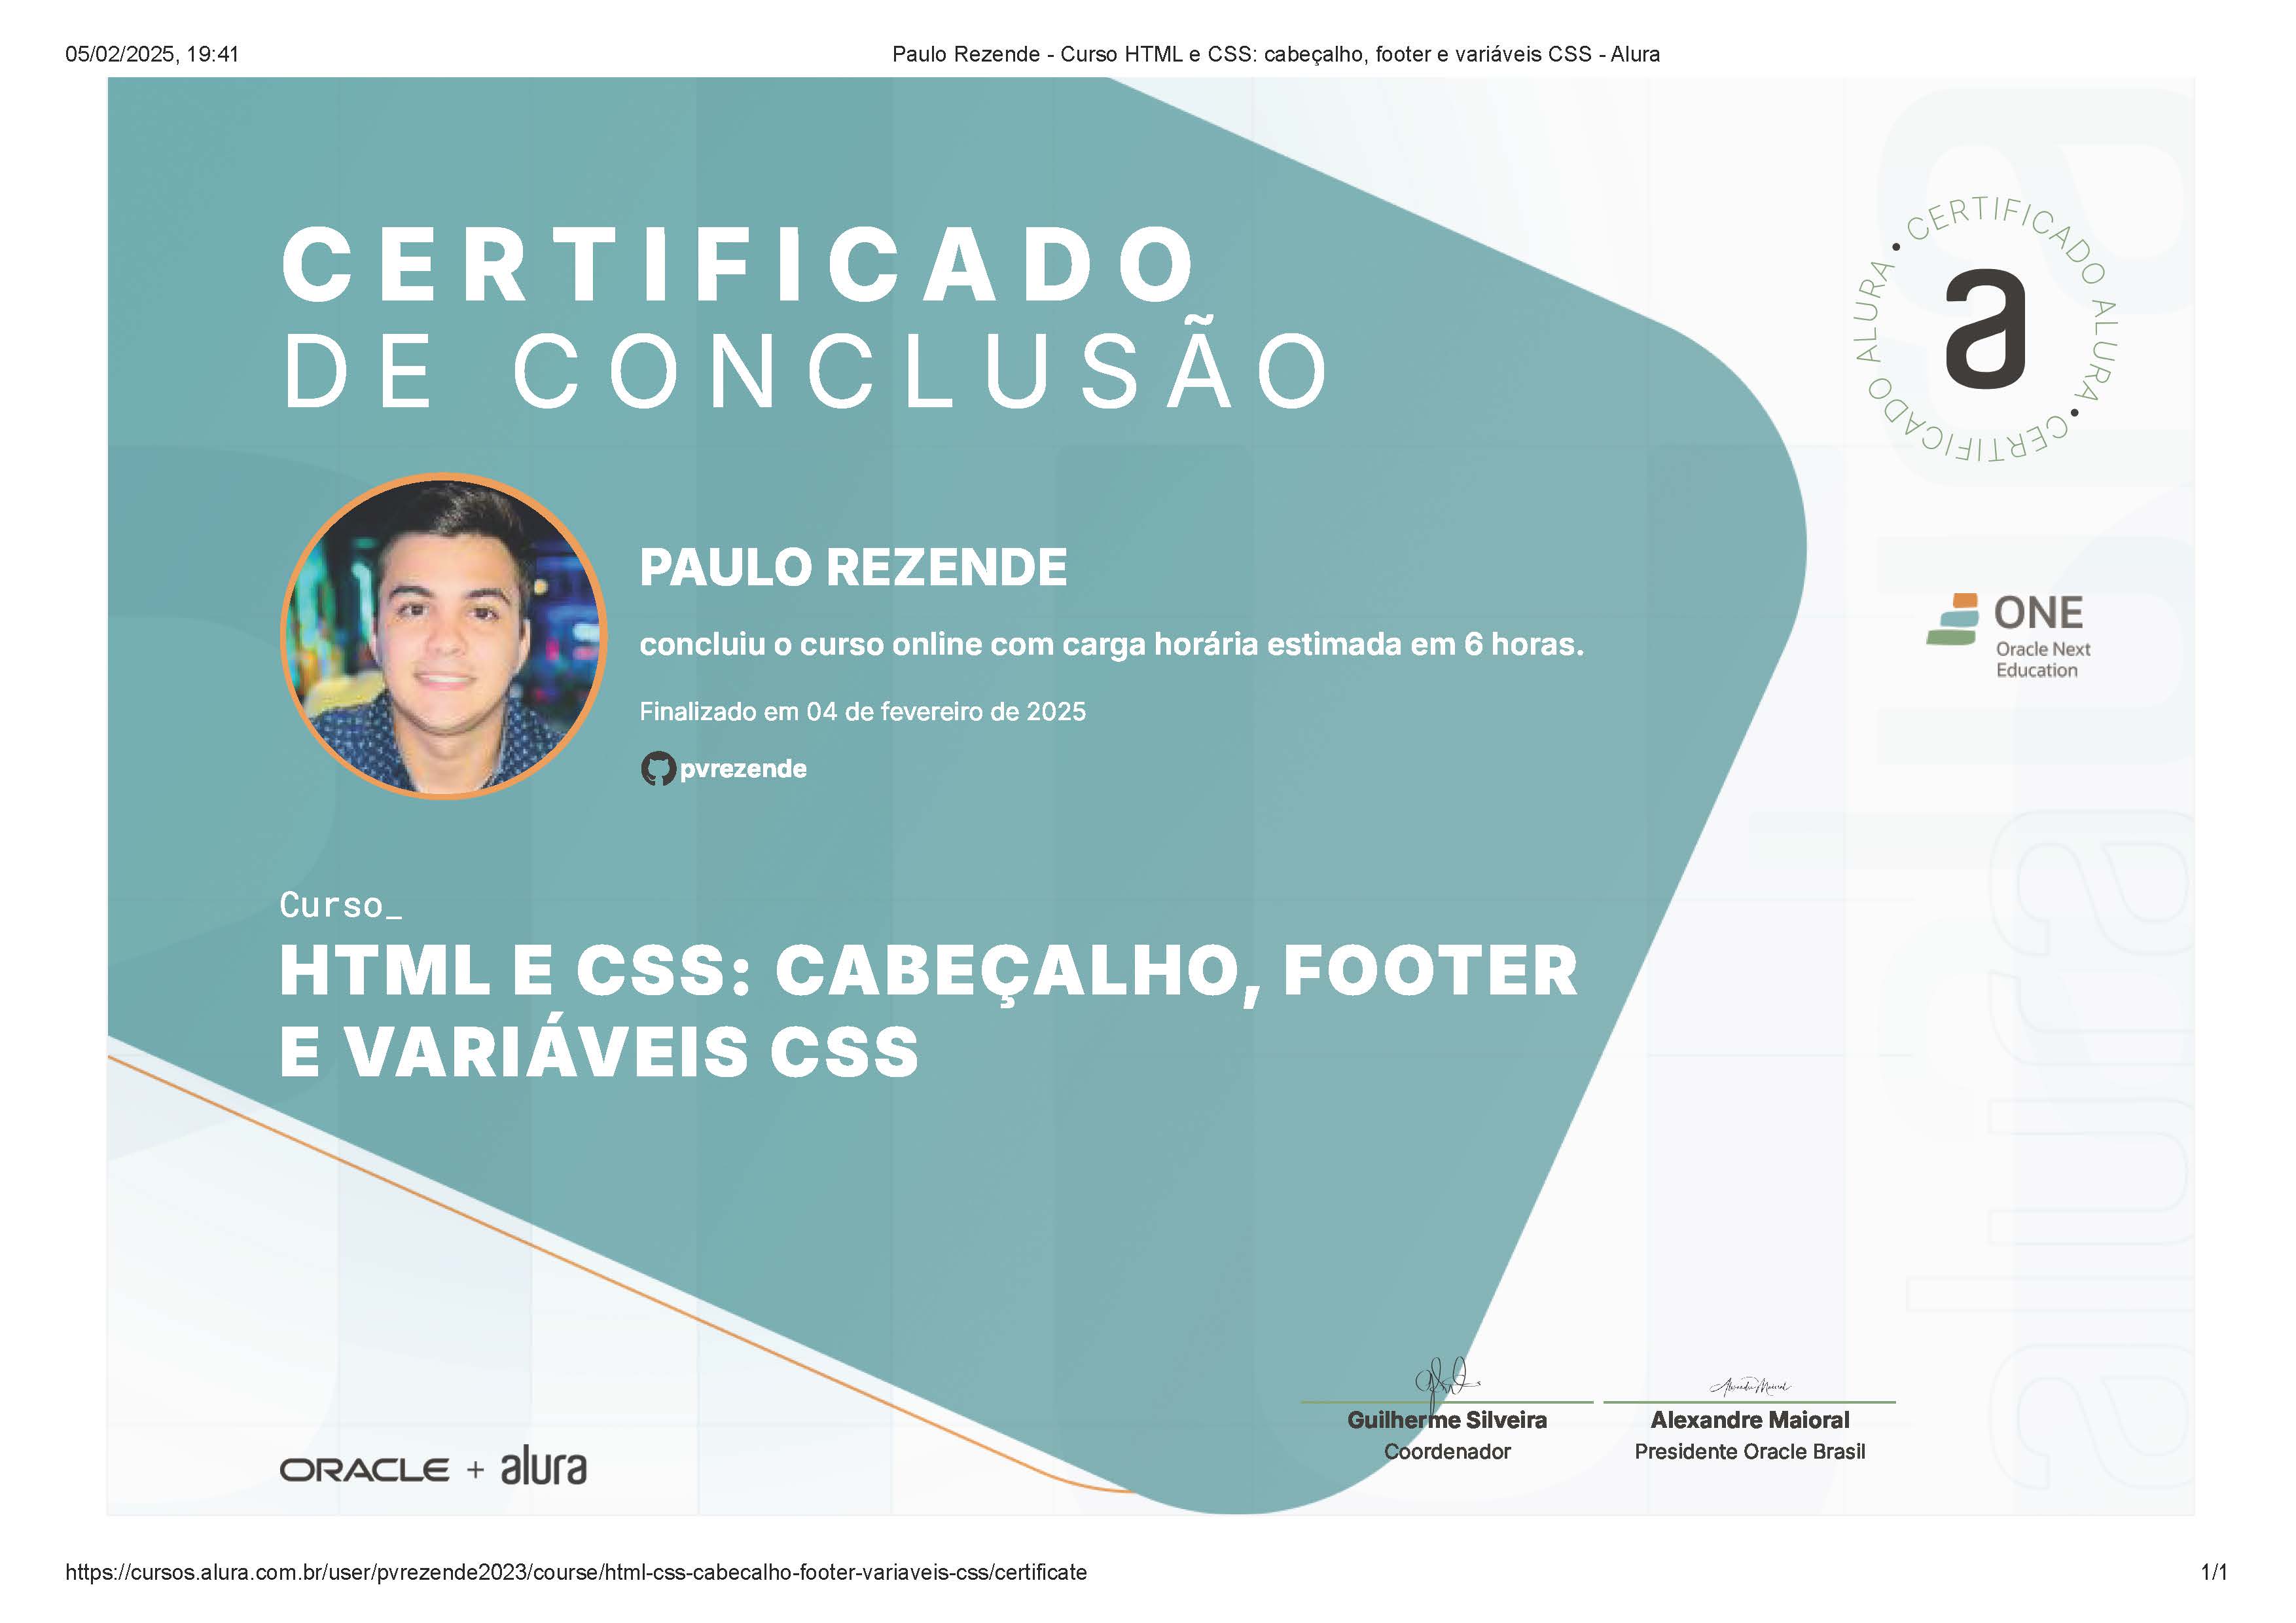 05/02/2025, 19:41
Paulo Rezende - Curso HTML e CSS: cabeçalho, footer e variáveis CSS - Alura
CERTIFICADO
DE CONCLUSÃO
• CERTIFICADO ALURA • CERTIFICADO ALURA
a
PAULO REZENDE
concluiu o curso online com carga horária estimada em 6 horas.
Finalizado em 04 de fevereiro de 2025
pvrezende
ONE
Oracle Next
Education
Curso_
HTML E CSS: CABEÇALHO, FOOTER
E VARIÁVEIS CSS
alura
Guilherme Silveira
Coordenador
Alexandre Maioral
Presidente Oracle Brasil
ORACLE + alura
https://cursos.alura.com.br/user/pvrezende2023/course/html-css-cabecalho-footer-variaveis-css/certificate
1/1